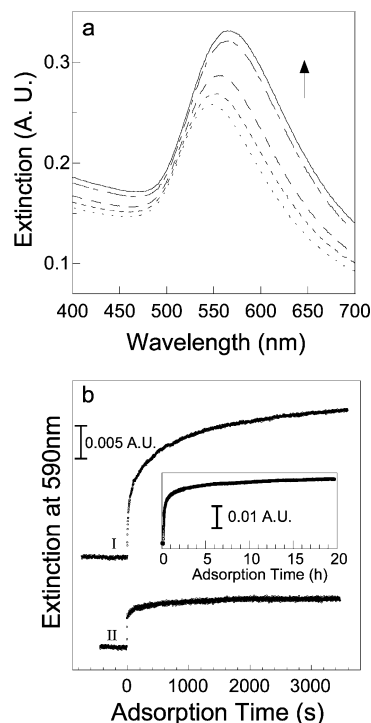 a
Extinction (A. U.)
0.3
0.2
0.1
400 450 500 550 600 650 700
Wavelength (nm)
b
Extinction at 590nm
0.005 A.U.
I
0.01 A.U.
0 5 10 15 20
Adsorption Time (h)
II
0 1000 2000 3000
Adsorption Time (s)